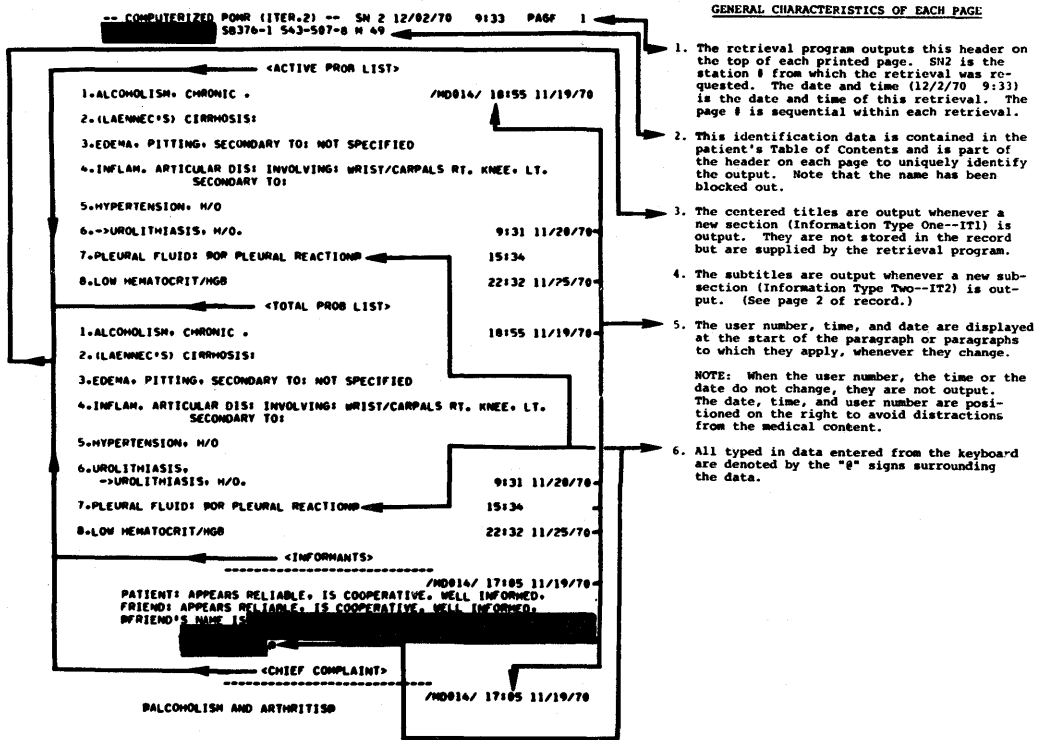 -- COMPUTERIZED POMR (ITER.2) -- SN 2 12/02/70 9:33 PAGE 1
S8376-1 543-507-8 M 49
<ACTIVE PROB LIST>
1.ALCOHOLISM, CHRONIC .
/MD014/ 18:55 11/19/70
2.(LAENNEC'S) CIRRHOSIS:
3.EDEMA, PITTING, SECONDARY TO: NOT SPECIFIED
4.INFLAM. ARTICULAR DIS: INVOLVING: WRIST/CARPALS RT. KNEE, LT.
SECONDARY TO:
5.HYPERTENSION, H/O
6.->UROLITHIASIS, H/O.
9:31 11/20/70
7.PLEURAL FLUID: @OR PLEURAL REACTION@
15:34
8.LOW HEMATOCRIT/HGB
22:32 11/25/70
<TOTAL PROB LIST>
1.ALCOHOLISM, CHRONIC .
18:55 11/19/70
2.(LAENNEC'S) CIRRHOSIS:
3.EDEMA, PITTING, SECONDARY TO: NOT SPECIFIED
4.INFLAM. ARTICULAR DIS: INVOLVING: WRIST/CARPALS RT. KNEE, LT.
SECONDARY TO:
5.HYPERTENSION, H/O
6.UROLITHIASIS,
->UROLITHIASIS, H/O.
9:31 11/20/70
7.PLEURAL FLUID: @OR PLEURAL REACTION@
15:34
8.LOW HEMATOCRIT/HGB
22:32 11/25/70
<INFORMANTS>
/MD014/ 17:05 11/19/70
PATIENT: APPEARS RELIABLE. IS COOPERATIVE. WELL INFORMED.
FRIEND: APPEARS RELIABLE. IS COOPERATIVE. WELL INFORMED.
@FRIEND'S NAME IS
@
<CHIEF COMPLAINT>
/MD014/ 17:05 11/19/70
@ALCOHOLISM AND ARTHRITIS@
GENERAL CHARACTERISTICS OF EACH PAGE
1. The retrieval program outputs this header on
the top of each printed page. SN2 is the
station # from which the retrieval was re-
quested. The date and time (12/2/70 9:33)
is the date and time of this retrieval. The
page # is sequential within each retrieval.
2. This identification data is contained in the
patient's Table of Contents and is part of
the header on each page to uniquely identify
the output. Note that the name has been
blocked out.
3. The centered titles are output whenever a
new section (Information Type One--IT1) is
output. They are not stored in the record
but are supplied by the retrieval program.
4. The subtitles are output whenever a new sub-
section (Information Type Two--IT2) is out-
put. (See page 2 of record.)
5. The user number, time, and date are displayed
at the start of the paragraph or paragraphs
to which they apply, whenever they change.
NOTE: When the user number, the time or the
date do not change, they are not output.
The date, time, and user number are posi-
tioned on the right to avoid distractions
from the medical content.
6. All typed in data entered from the keyboard
are denoted by the "@" signs surrounding
the data.